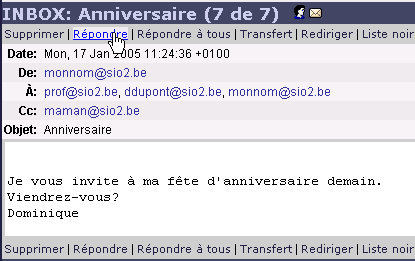 INBOX: Anniversaire (7 de 7)
Supprimer | Répondre | Répondre à tous | Transfert | Rediriger | Liste noir
Date: Mon, 17 Jan 2005 11:24:36 +0100
De: monnom@sio2.be
À: prof@sio2.be, ddupont@sio2.be, monnom@sio2.be
Cc: maman@sio2.be
Objet: Anniversaire
Je vous invite à ma fête d'anniversaire demain.
Viendrez-vous?
Dominique
Supprimer | Répondre | Répondre à tous | Transfert | Rediriger | Liste noir